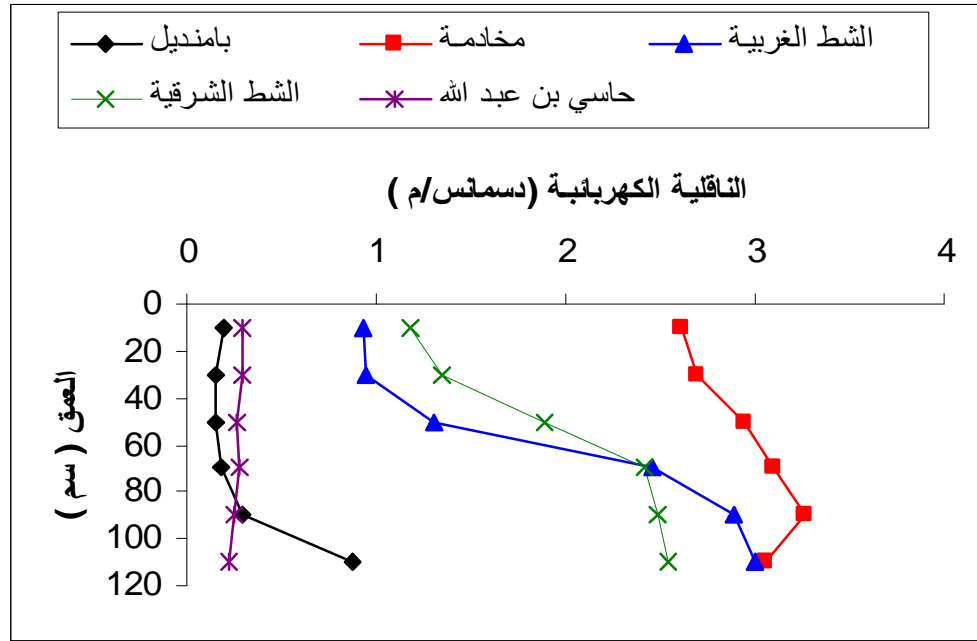 بامنديل مخادمة الشط الغربية
الشط الشرقية حاسي بن عبد الله
الناقلية الكهربائية (دسمانس/م )
0 1 2 3 4
0
20
40
60
80
100
120
العمق ( سم )